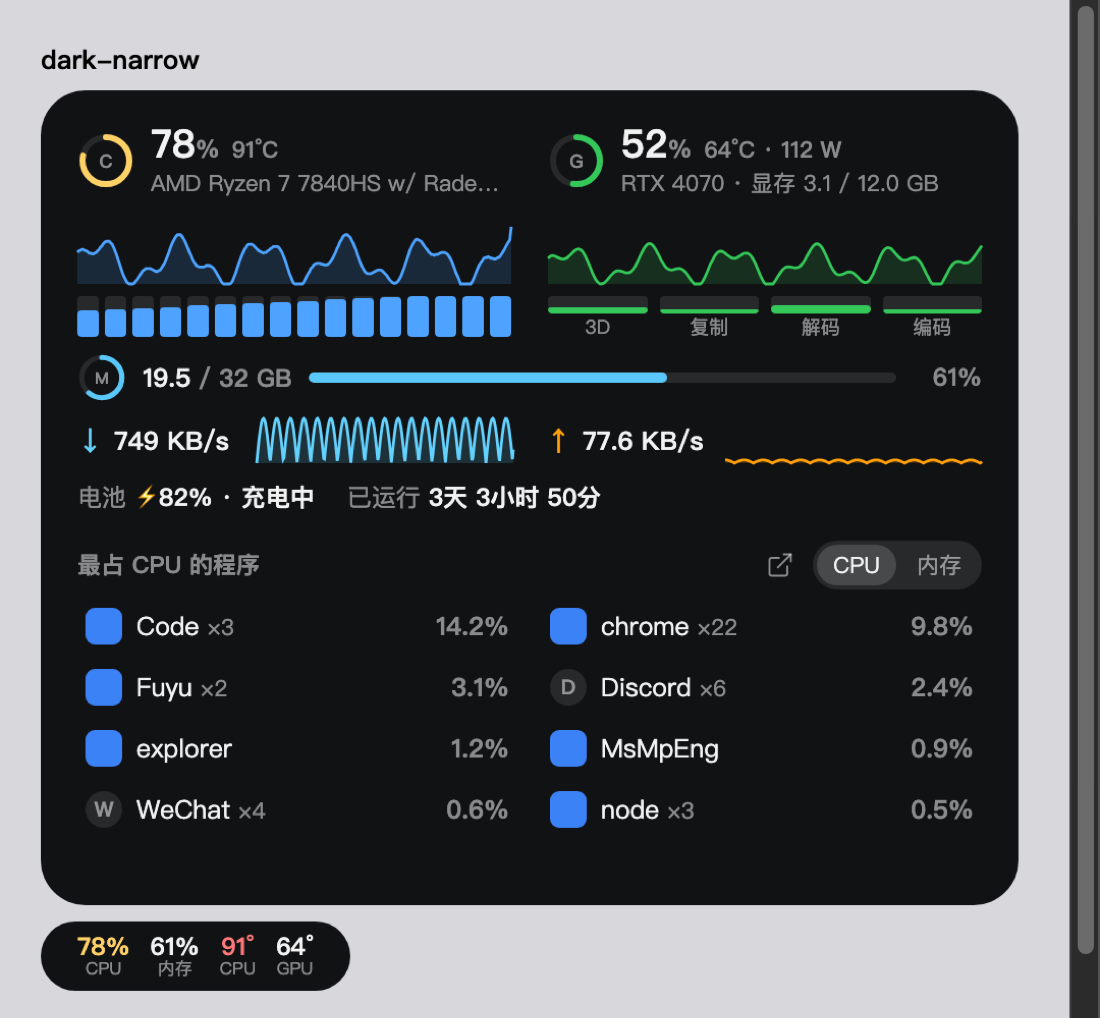 dark–narrow
C 78% 91°C
AMD Ryzen 7 7840HS w/ Rade...
G 52% 64°C · 112 W
RTX 4070 · 显存 3.1 / 12.0 GB
3D 复制 解码 编码
M 19.5 / 32 GB 61%
↓ 749 KB/s ↑ 77.6 KB/s
电池 ⚡82% · 充电中 已运行 3天 3小时 50分
最占 CPU 的程序 CPU 内存
Code ×3 14.2% chrome ×22 9.8%
Fuyu ×2 3.1% D Discord ×6 2.4%
explorer 1.2% MsMpEng 0.9%
W WeChat ×4 0.6% node ×3 0.5%
78% 61% 91° 64°
CPU 内存 CPU GPU